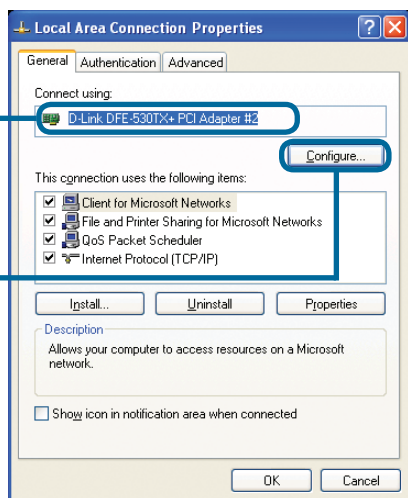 Local Area Connection Properties
General Authentication Advanced
Connect using:
D-Link DFE-530TX+ PCI Adapter #2
Configure...
This connection uses the following items:
Client for Microsoft Networks
File and Printer Sharing for Microsoft Networks
QoS Packet Scheduler
Internet Protocol (TCP/IP)
Install... Uninstall Properties
Description
Allows your computer to access resources on a Microsoft
network.
Show icon in notification area when connected
OK Cancel